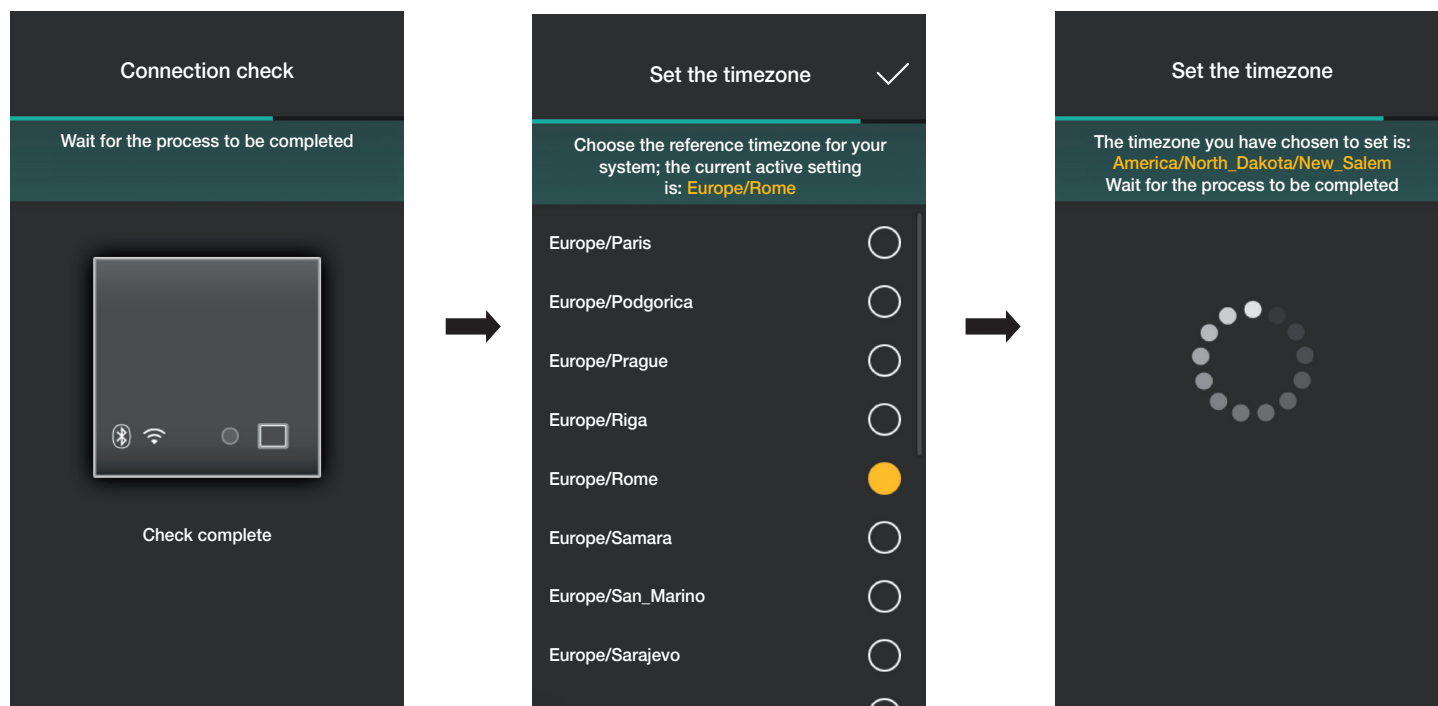 Connection check
Wait for the process to be completed
Check complete
Set the timezone
Choose the reference timezone for your
system; the current active setting
is: Europe/Rome
Europe/Paris
Europe/Podgorica
Europe/Prague
Europe/Riga
Europe/Rome
Europe/Samara
Europe/San_Marino
Europe/Sarajevo
Set the timezone
The timezone you have chosen to set is:
America/North_Dakota/New_Salem
Wait for the process to be completed